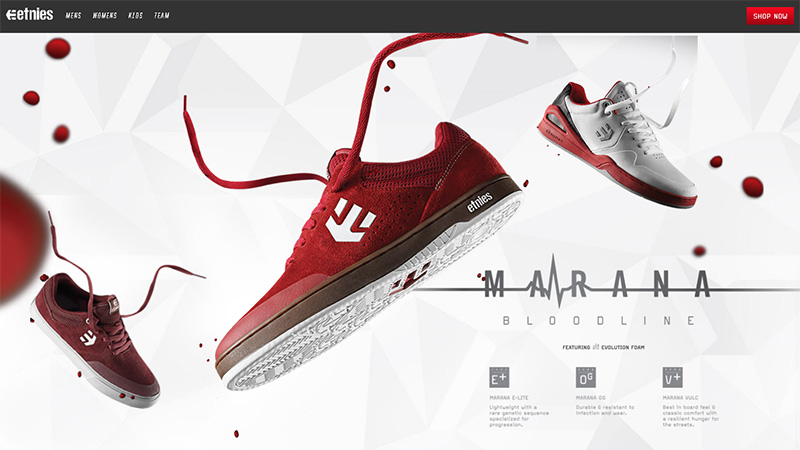 etnies MENS WOMENS KIDS TEAM SHOP NOW
etnies
MARANA
BLOODLINE
FEATURING EVOLUTION FOAM
E+ OG V+
MARANA E-LITE
Lightweight with a
rare genetic sequence
specialized for
progression.
MARANA OG
Durable & resistant to
infection and wear.
MARANA VULC
Best in board feel &
classic comfort with
a resilient hunger for
the streets.